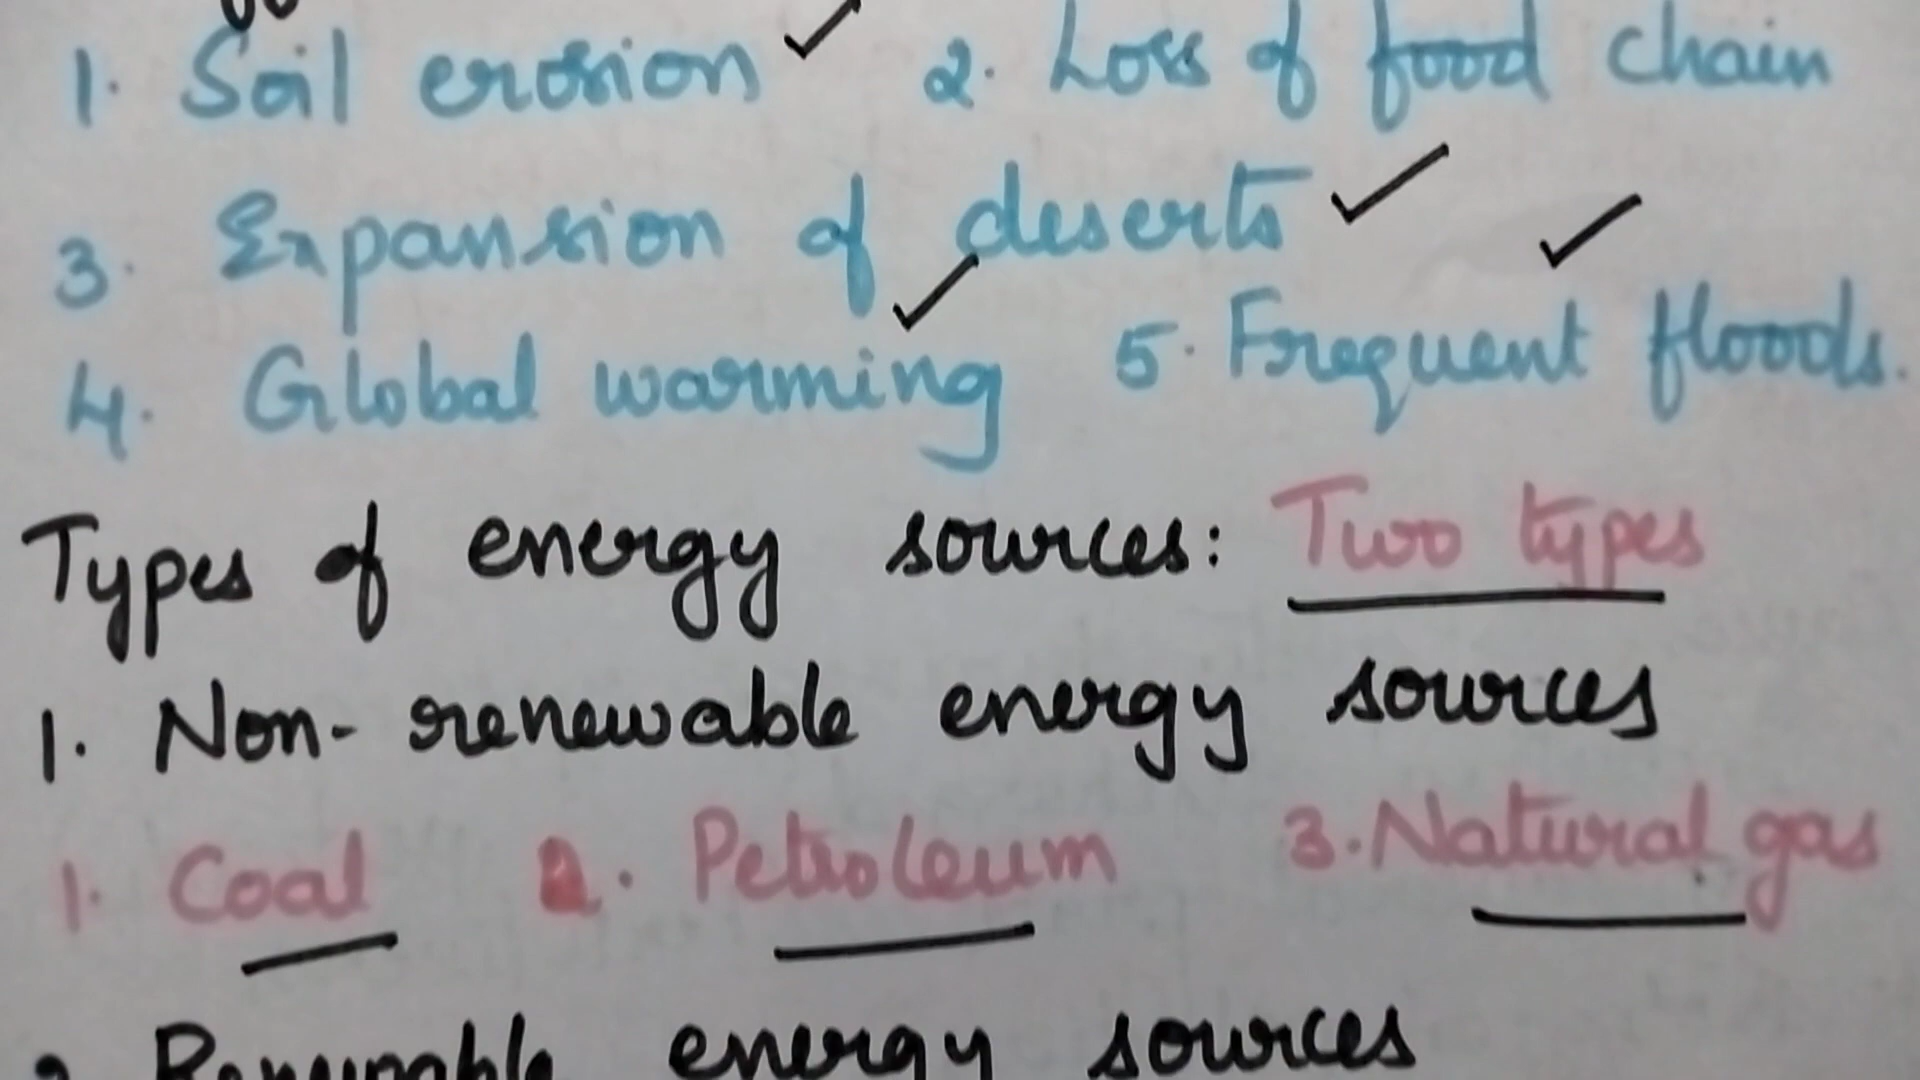 1. Soil erosion ✓ 2. Loss of food chain
3. Expansion of deserts ✓
4. Global warming ✓ 5. Frequent floods. ✓
Types of energy sources: Two types
1. Non-renewable energy sources
1. Coal 2. Petroleum 3. Natural gas
2. Renewable energy sources